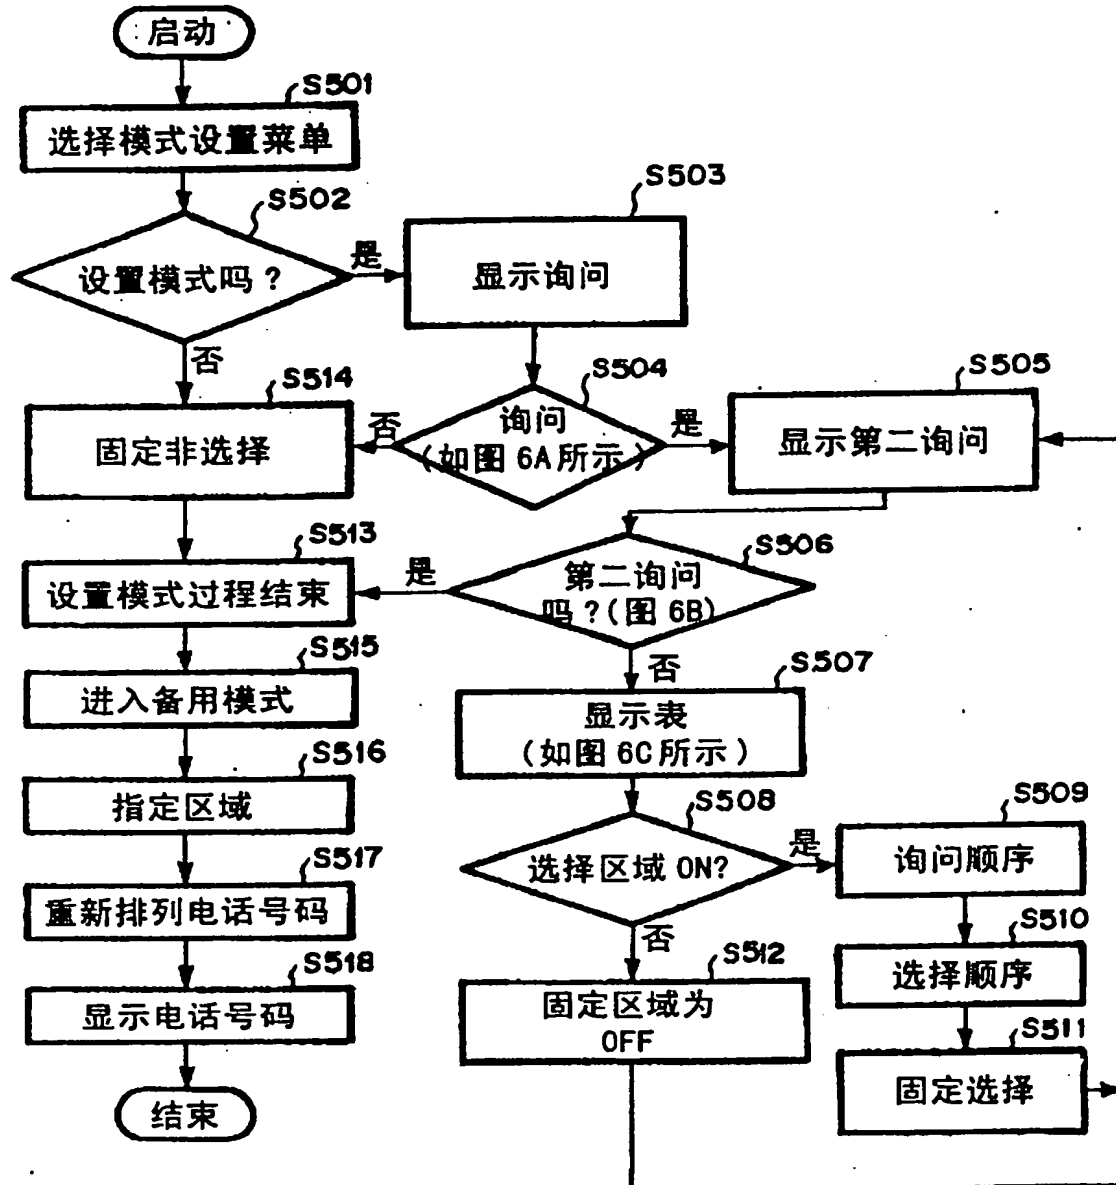 启动
S501
选择模式设置菜单
S502
设置模式吗?
是
否
S503
显示询问
S504
询问
(如图 6A所示)
否
是
S505
显示第二询问
S514
固定非选择
S513
设置模式过程结束
S506
第二询问
吗?(图 6B)
是
否
S515
进入备用模式
S507
显示表
(如图 6C所示)
S516
指定区域
S508
选择区域 ON?
是
否
S509
询问顺序
S517
重新排列电话号码
S510
选择顺序
S518
显示电话号码
S512
固定区域为
OFF
S511
固定选择
结束